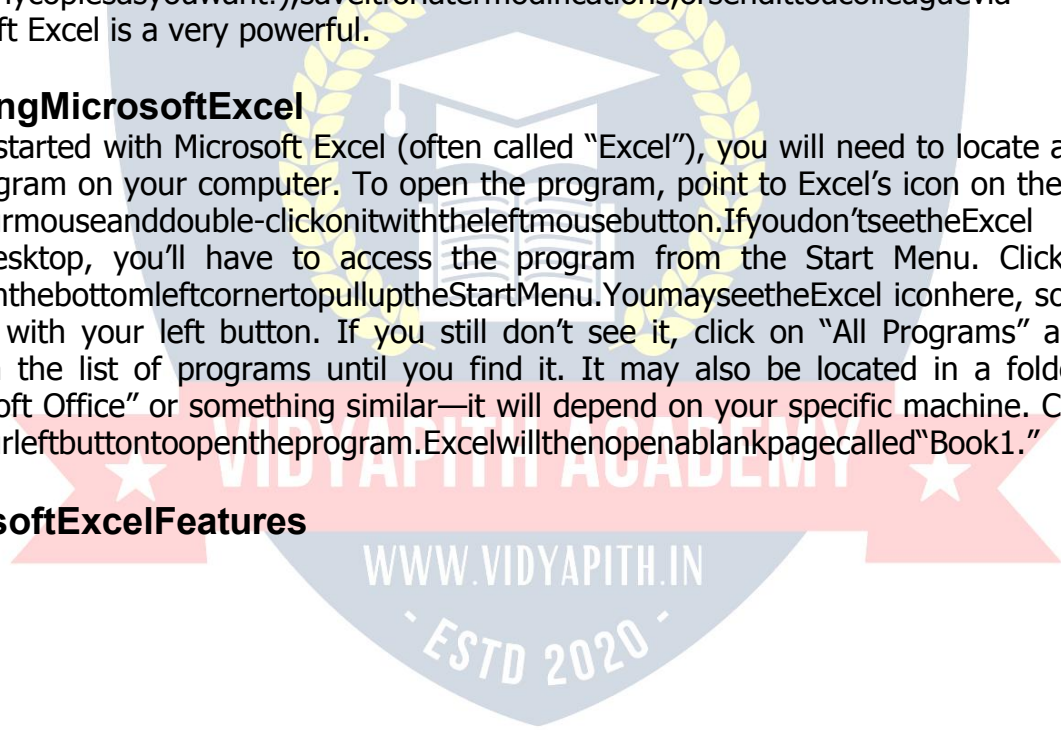 mycopiesasyouwant!),saveitforlatermodifications,orsendittoacolleaguevia
ft Excel is a very powerful.
ngMicrosoftExcel
started with Microsoft Excel (often called “Excel”), you will need to locate a
gram on your computer. To open the program, point to Excel’s icon on the
rmouseanddouble-clickonitwiththeleftmousebutton.Ifyoudon’tseetheExcel
esktop, you’ll have to access the program from the Start Menu. Click
nthebottomleftcornertopulluptheStartMenu.YoumayseetheExcel iconhere, so
with your left button. If you still don’t see it, click on “All Programs” a
the list of programs until you find it. It may also be located in a fold
oft Office” or something similar—it will depend on your specific machine. C
rleftbuttontoopentheprogram.Excelwillthenopenablankpagecalled“Book1.”
VIDYAPITH ACADEMY
softExcelFeatures
WWW.VIDYAPITH.IN
- ESTD 2020 -